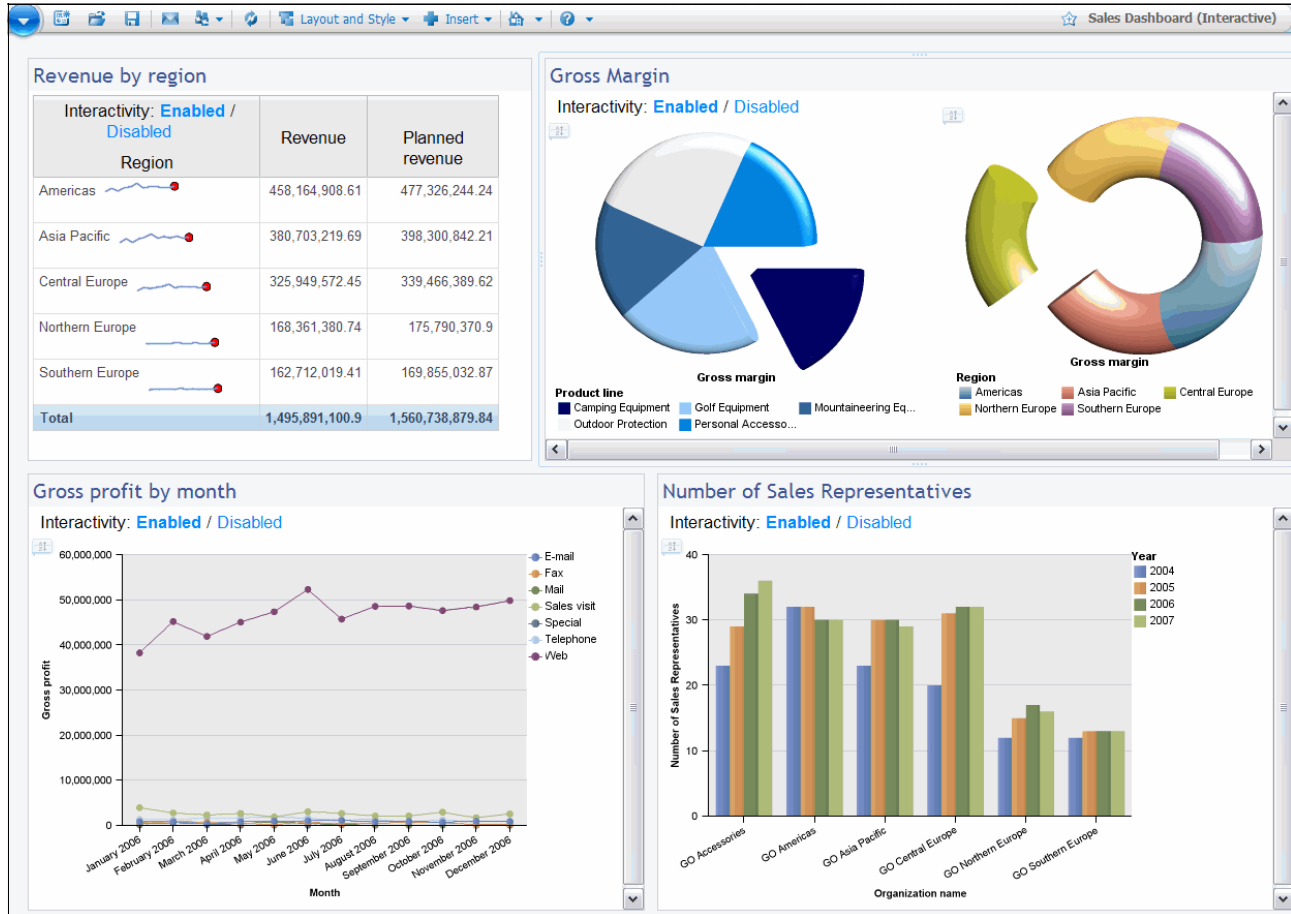 Layout and Style
Insert
Sales Dashboard (Interactive)
Revenue by region
Interactivity: Enabled /
Disabled
Region
Revenue
Planned
revenue
Americas 458,164,908.61 477,326,244.24
Asia Pacific 380,703,219.69 398,300,842.21
Central Europe 325,949,572.45 339,466,389.62
Northern Europe 168,361,380.74 175,790,370.9
Southern Europe 162,712,019.41 169,855,032.87
Total 1,495,891,100.9 1,560,738,879.84
Gross Margin
Interactivity: Enabled / Disabled
Gross margin
Product line
Camping Equipment Golf Equipment Mountaineering Eq...
Outdoor Protection Personal Accesso...
Gross margin
Region
Americas Asia Pacific Central Europe
Northern Europe Southern Europe
Gross profit by month
Interactivity: Enabled / Disabled
Gross profit
60,000,000
50,000,000
40,000,000
30,000,000
20,000,000
10,000,000
0
January 2006
February 2006
March 2006
April 2006
May 2006
June 2006
July 2006
August 2006
September 2006
October 2006
November 2006
December 2006
Month
E-mail
Fax
Mail
Sales visit
Special
Telephone
Web
Number of Sales Representatives
Interactivity: Enabled / Disabled
Number of Sales Representatives
40
30
20
10
0
GO Accessories
GO Americas
GO Asia Pacific
GO Central Europe
GO Northern Europe
GO Southern Europe
Organization name
Year
2004
2005
2006
2007